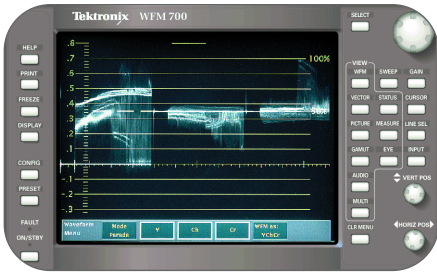 Tektronix WFM 700
SELECT
HELP
PRINT
FREEZE
DISPLAY
CONFIG
PRESET
FAULT
ON/STBY
.8
.7
.6
.5
.4
.3
.2
.1
-.1
-.2
-.3
100%
Waveform
Menu
Mode
Parade
Y
Cb
Cr
WFM as:
YCbCr
VIEW
WFM
SWEEP
GAIN
VECTOR
STATUS
CURSOR
PICTURE
MEASURE
LINE SEL
GAMUT
EYE
INPUT
AUDIO
VERT POS
MULTI
CLR MENU
HORIZ POS